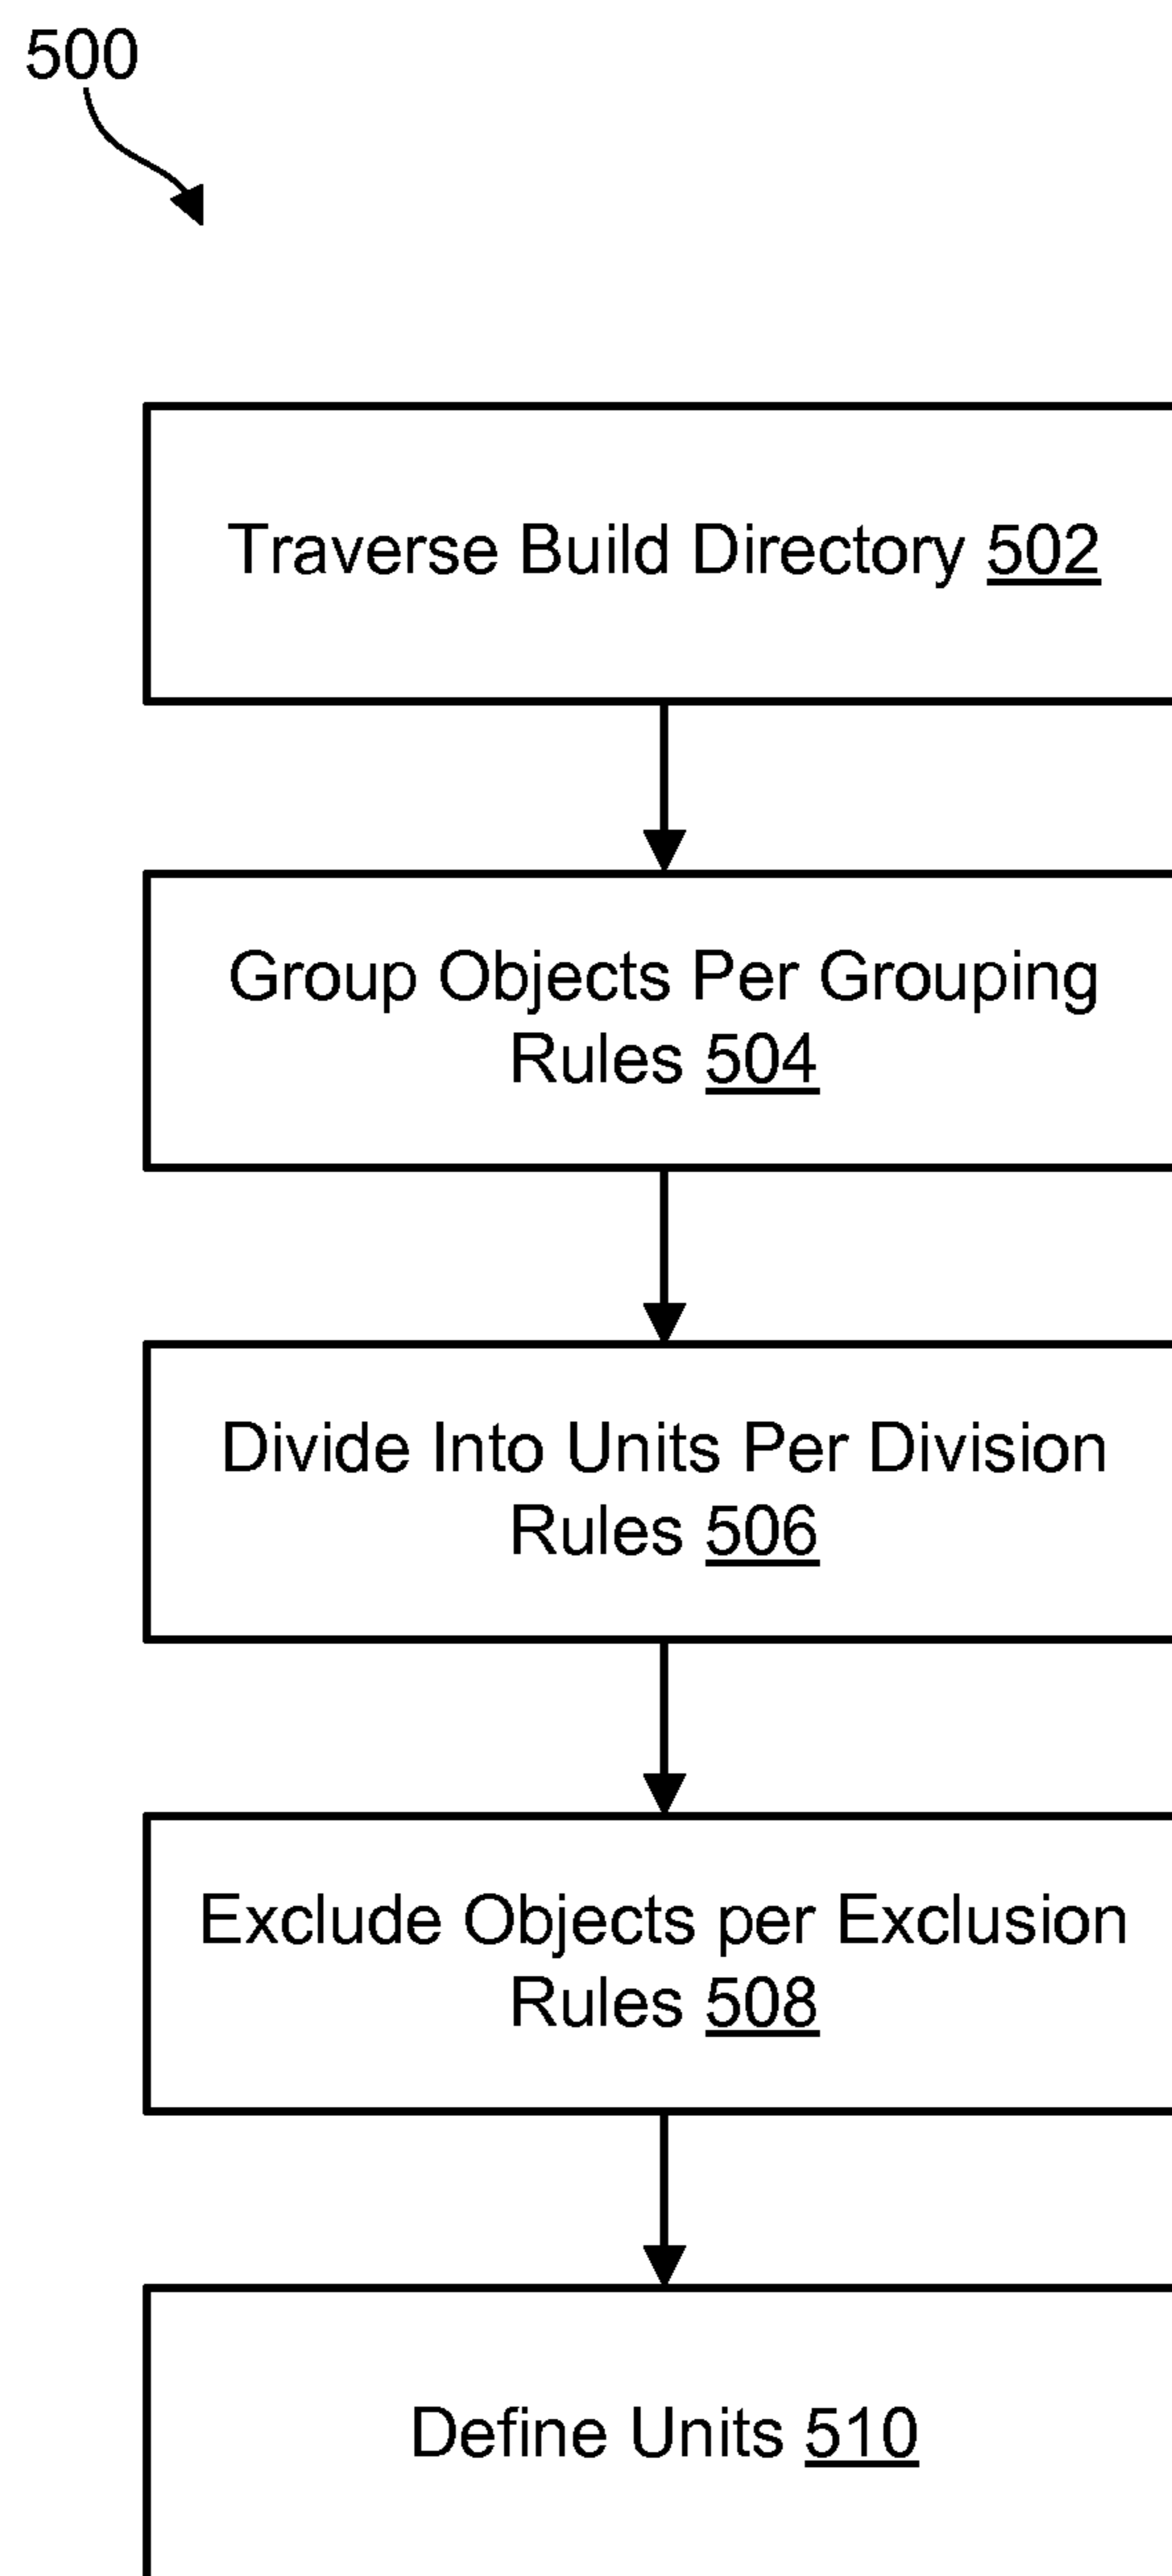 500
Traverse Build Directory 502
Group Objects Per Grouping
Rules 504
Divide Into Units Per Division
Rules 506
Exclude Objects per Exclusion
Rules 508
Define Units 510